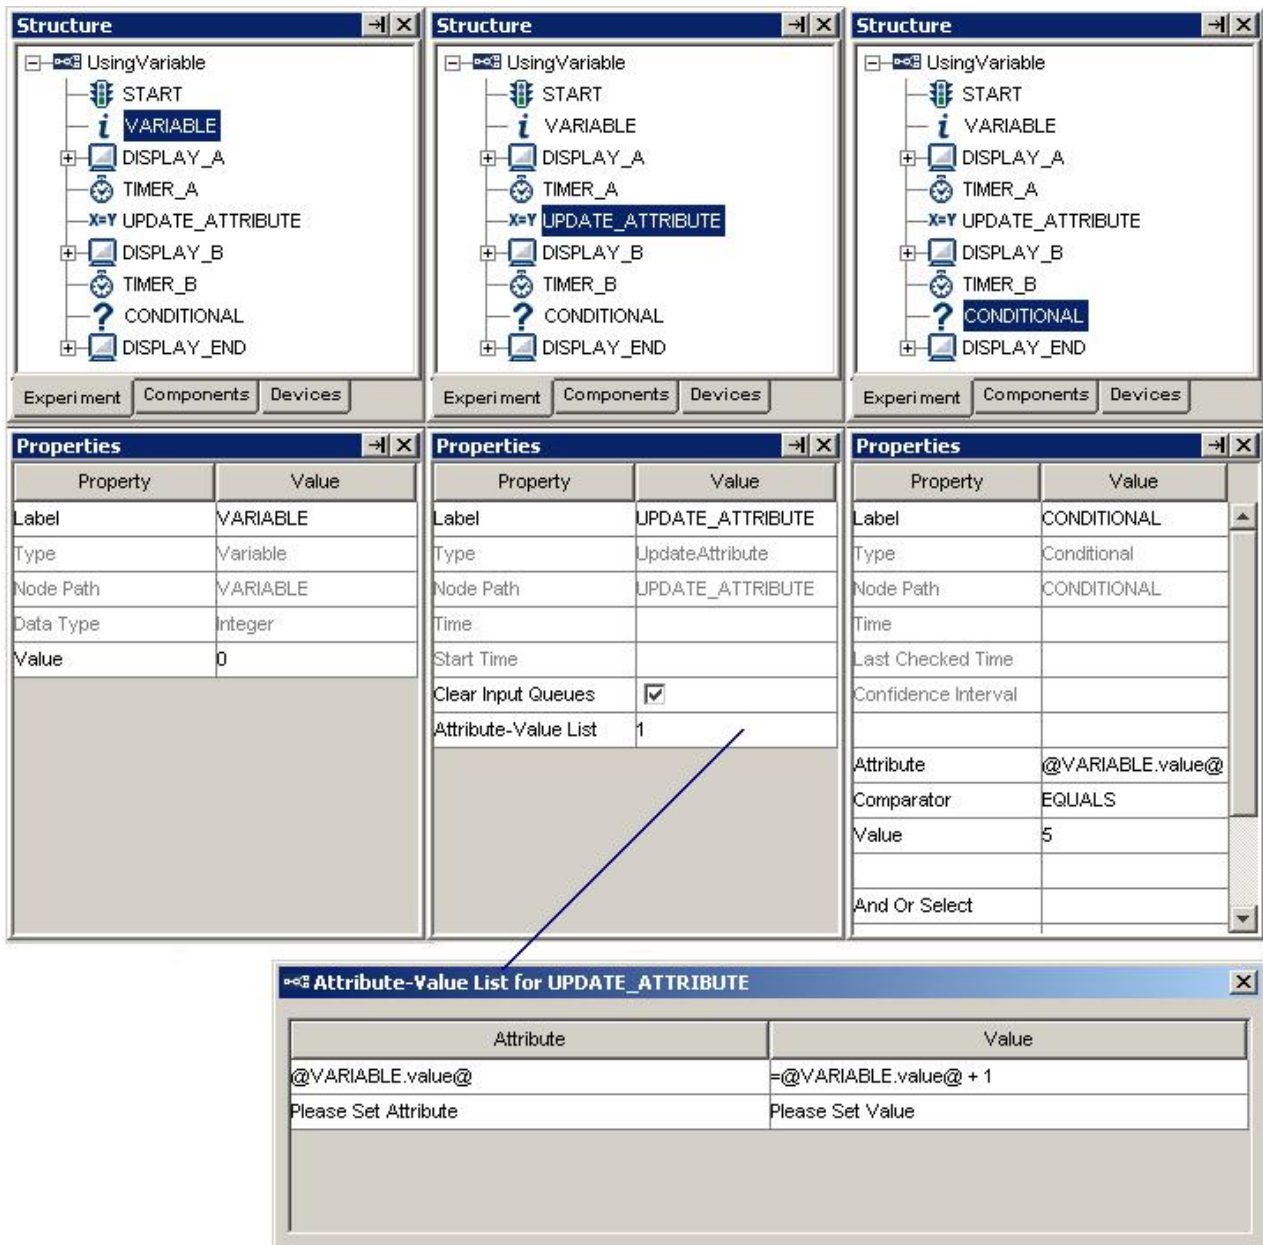 Structure
UsingVariable
START
i VARIABLE
DISPLAY_A
TIMER_A
X=Y UPDATE_ATTRIBUTE
DISPLAY_B
TIMER_B
? CONDITIONAL
DISPLAY_END
Experiment Components Devices
Structure
UsingVariable
START
i VARIABLE
DISPLAY_A
TIMER_A
X=Y UPDATE_ATTRIBUTE
DISPLAY_B
TIMER_B
? CONDITIONAL
DISPLAY_END
Experiment Components Devices
Structure
UsingVariable
START
i VARIABLE
DISPLAY_A
TIMER_A
X=Y UPDATE_ATTRIBUTE
DISPLAY_B
TIMER_B
? CONDITIONAL
DISPLAY_END
Experiment Components Devices
Properties
Property Value
Label VARIABLE
Type Variable
Node Path VARIABLE
Data Type Integer
Value 0
Properties
Property Value
Label UPDATE_ATTRIBUTE
Type UpdateAttribute
Node Path UPDATE_ATTRIBUTE
Time
Start Time
Clear Input Queues
Attribute-Value List 1
Properties
Property Value
Label CONDITIONAL
Type Conditional
Node Path CONDITIONAL
Time
Last Checked Time
Confidence Interval
Attribute @VARIABLE.value@
Comparator EQUALS
Value 5
And Or Select
Attribute-Value List for UPDATE_ATTRIBUTE
Attribute Value
@VARIABLE.value@ =@VARIABLE.value@ + 1
Please Set Attribute Please Set Value